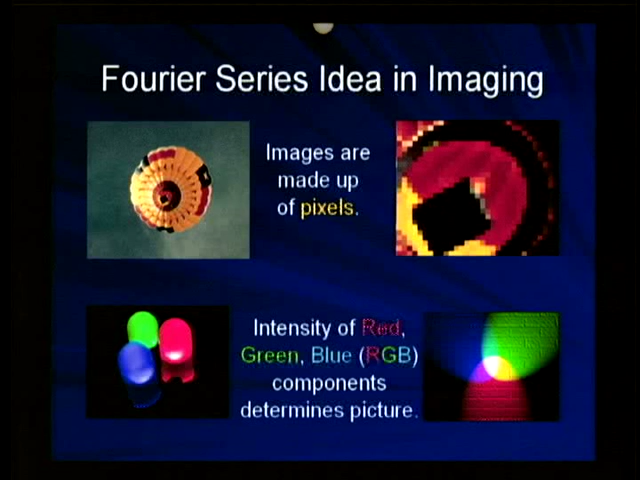 Fourier Series Idea in Imaging
Images are
made up
of pixels.
Intensity of Red,
Green, Blue (RGB)
components
determines picture.